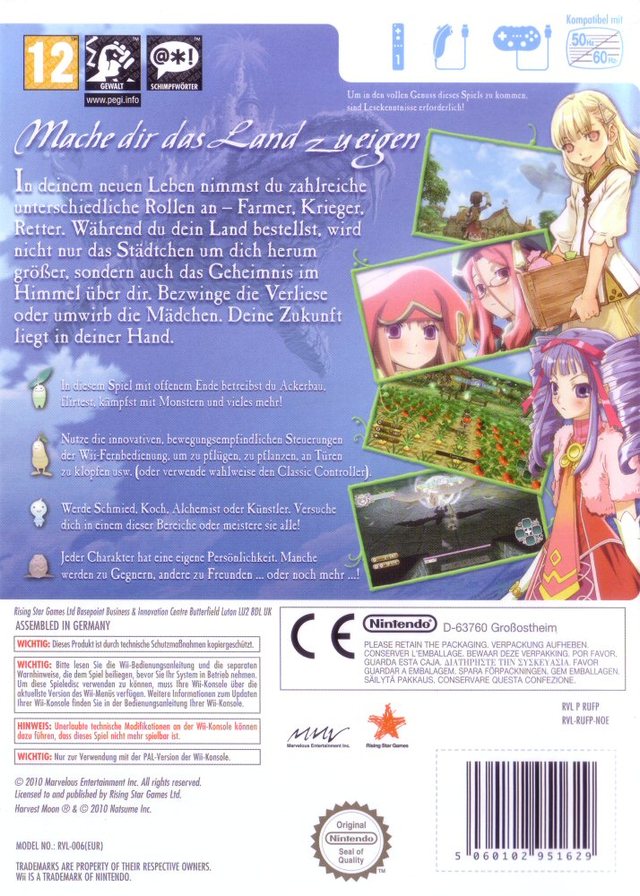 Kompatibel mit
12
GEWALT
SCHIMPFWÖRTER
www.pegi.info
1
50Hz
60Hz
Um in den vollen Genuss dieses Spiels zu kommen,
sind Lesekenntnisse erforderlich!
Mache dir das Land zu eigen
In deinem neuen Leben nimmst du zahlreiche
unterschiedliche Rollen an – Farmer, Krieger,
Retter. Während du dein Land bestellst, wird
nicht nur das Städtchen um dich herum
größer, sondern auch das Geheimnis im
Himmel über dir. Bezwinge die Verliese
oder umwirb die Mädchen. Deine Zukunft
liegt in deiner Hand.
In diesem Spiel mit offenem Ende betreibst du Ackerbau,
flirtest, kämpfst mit Monstern und vieles mehr!
Nutze die innovativen, bewegungsempfindlichen Steuerungen
der Wii-Fernbedienung, um zu pflügen, zu pflanzen, an Türen
zu klopfen usw. (oder verwende wahlweise den Classic Controller).
Werde Schmied, Koch, Alchemist oder Künstler. Versuche
dich in einem dieser Bereiche oder meistere sie alle!
Jeder Charakter hat eine eigene Persönlichkeit. Manche
werden zu Gegnern, andere zu Freunden ... oder noch mehr ...!
Rising Star Games Ltd Basepoint Business & Innovation Centre Butterfield Luton LU2 8DL UK
ASSEMBLED IN GERMANY
WICHTIG: Dieses Produkt ist durch technische Schutzmaßnahmen kopiergeschützt.
WICHTIG: Bitte lesen Sie die Wii-Bedienungsanleitung und die separaten
Warnhinweise, die dem Spiel beiliegen, bevor Sie Ihr System in Betrieb nehmen.
Um diese Spieledisc verwenden zu können, muss Ihre Wii-Konsole über die
aktuellste Version des Wii-Menüs verfügen. Weitere Informationen zum Updaten
Ihrer Wii-Konsole finden Sie in der Bedienungsanleitung Ihrer Wii-Konsole.
HINWEIS: Unerlaubte technische Modifikationen an der Wii-Konsole können
dazu führen, dass dieses Spiel nicht mehr spielbar ist.
WICHTIG: Nur zur Verwendung mit der PAL-Version der Wii-Konsole.
© 2010 Marvelous Entertainment Inc. All rights reserved.
Licensed to and published by Rising Star Games Ltd.
Harvest Moon ® & © 2010 Natsume Inc.
MODEL NO.: RVL-006(EUR)
TRADEMARKS ARE PROPERTY OF THEIR RESPECTIVE OWNERS.
Wii IS A TRADEMARK OF NINTENDO.
CE
Nintendo D-63760 Großostheim
PLEASE RETAIN THE PACKAGING. VERPACKUNG AUFHEBEN.
CONSERVER L'EMBALLAGE. BEWAAR DEZE VERPAKKING. POR FAVOR,
GUARDA ESTA CAJA. ΔΙΑΤΗΡΗΣΤΕ ΤΗΝ ΣΥΣΚΕΥΑΣΙΑ. FAVOR
GUARDAR A EMBALAGEM. SPARA FÖRPACKNINGEN. GEM EMBALLAGEN.
SÄILYTÄ PAKKAUS. CONSERVARE QUESTA CONFEZIONE.
RVL P RUFP
RVL-RUFP-NOE
Marvelous Entertainment Inc.
Rising Star Games
Original
Nintendo
Seal of
Quality
5 060102 951629